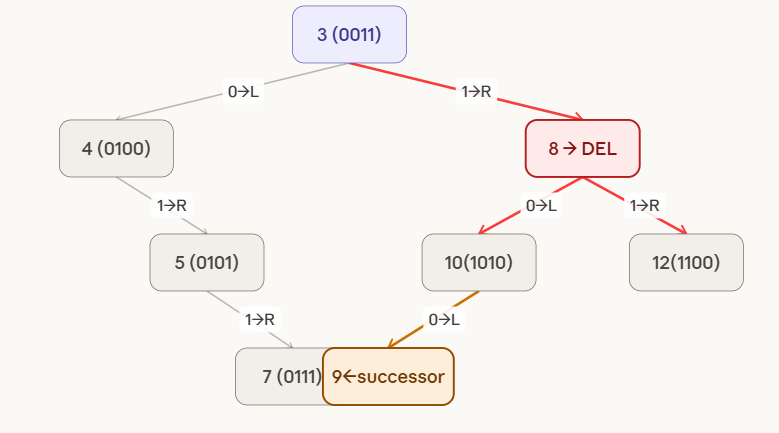 3 (0011)
0→L
1→R
4 (0100)
8 → DEL
1→R
0→L
1→R
5 (0101)
10(1010)
12(1100)
1→R
0→L
7 (0111)
9←successor